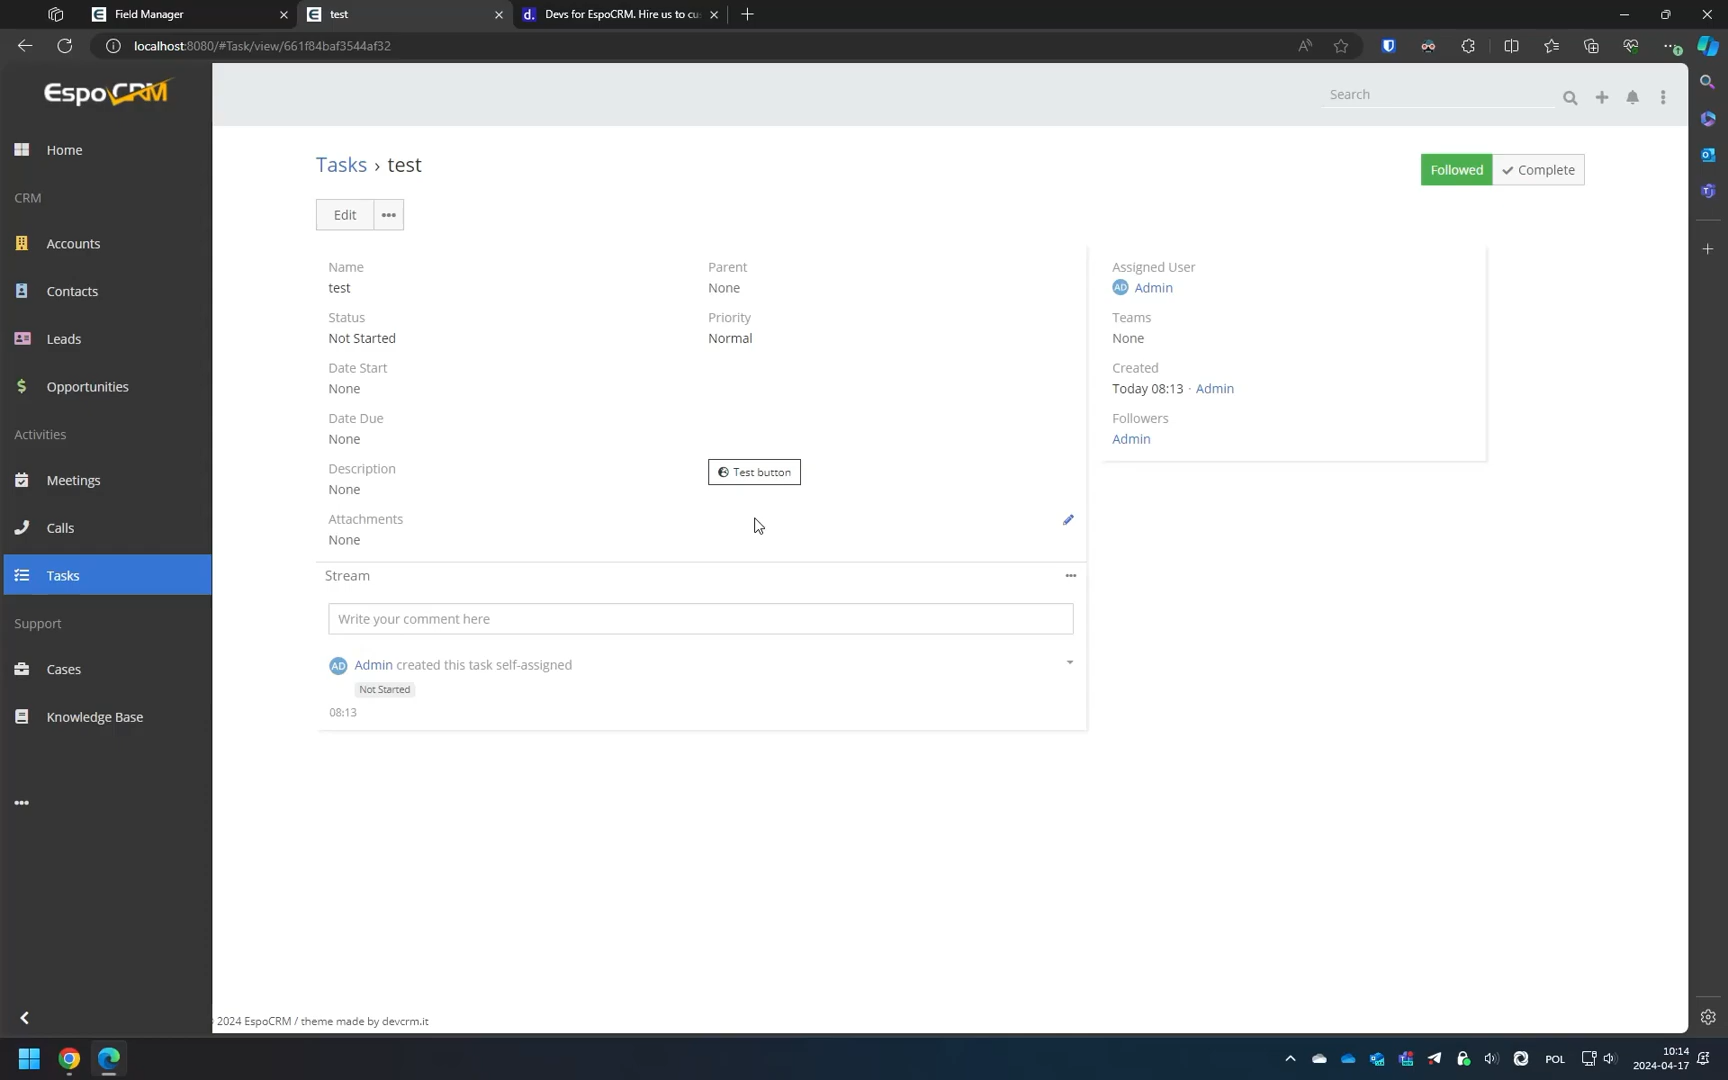 Field Manager
test
Devs for EspoCRM. Hire us to cu
localhost:8080/#Task/view/661f84baf3544af32
EspoCRM
Search
Home
CRM
Accounts
Contacts
Leads
Opportunities
Activities
Meetings
Calls
Tasks
Support
Cases
Knowledge Base
Tasks › test
Followed
Complete
Edit
Name
test
Parent
None
Status
Not Started
Priority
Normal
Date Start
None
Date Due
None
Description
None
Test button
Attachments
None
Assigned User
AD Admin
Teams
None
Created
Today 08:13 · Admin
Followers
Admin
Stream
Write your comment here
AD Admin created this task self-assigned
Not Started
08:13
2024 EspoCRM / theme made by devcrm.it
POL
10:14
2024-04-17